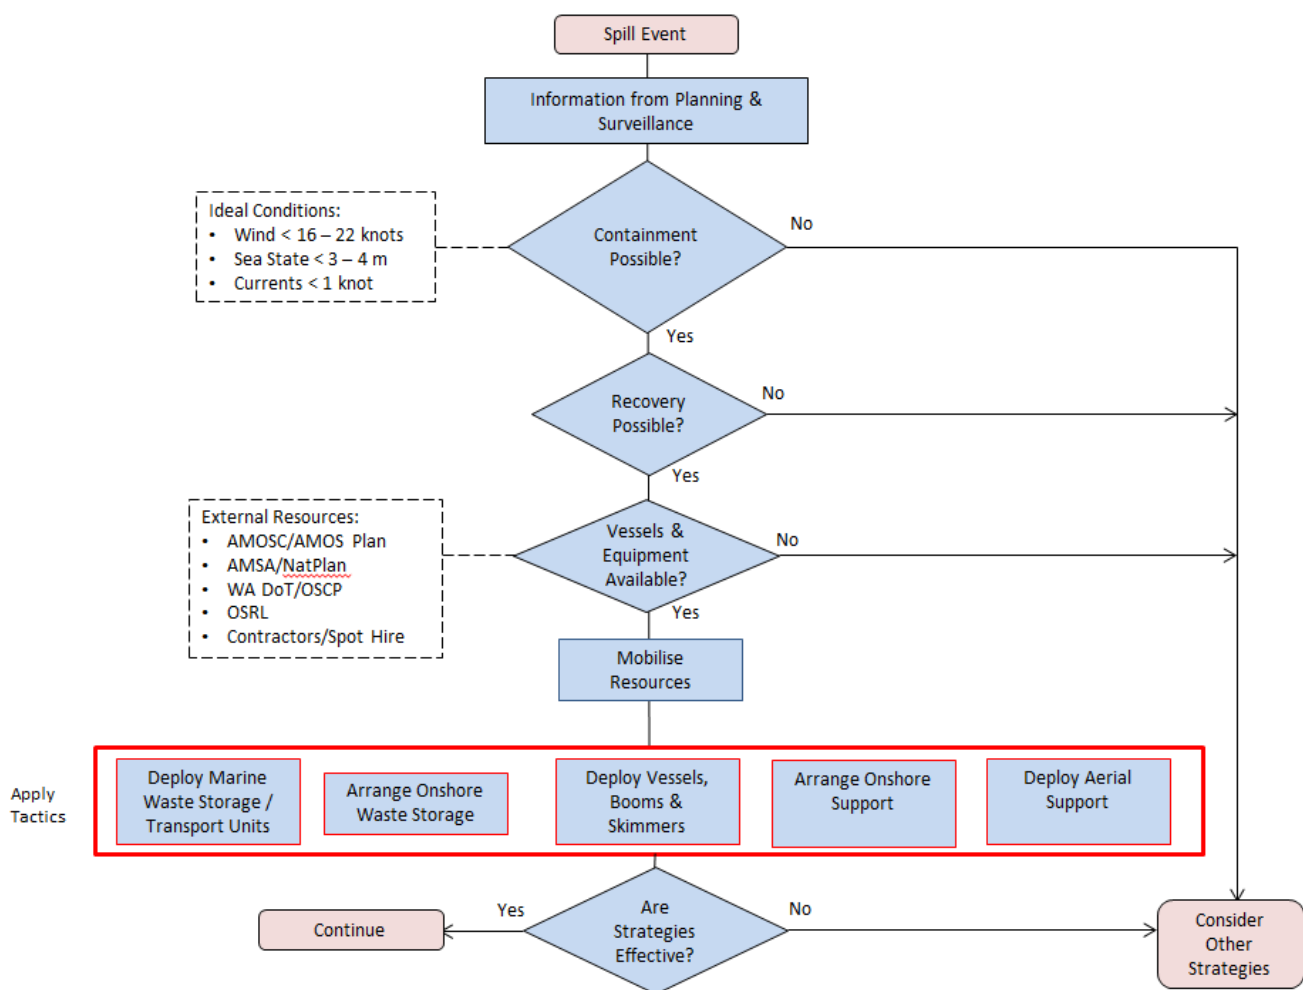 Spill Event
Information from Planning &
Surveillance
Ideal Conditions:
• Wind < 16 – 22 knots
• Sea State < 3 – 4 m
• Currents < 1 knot
Containment
Possible?
No
Yes
Recovery
Possible?
No
Yes
External Resources:
• AMOSC/AMOS Plan
• AMSA/NatPlan
• WA DoT/OSCP
• OSRL
• Contractors/Spot Hire
Vessels &
Equipment
Available?
No
Yes
Mobilise
Resources
Apply
Tactics
Deploy Marine
Waste Storage /
Transport Units
Arrange Onshore
Waste Storage
Deploy Vessels,
Booms &
Skimmers
Arrange Onshore
Support
Deploy Aerial
Support
Continue
Yes
Are
Strategies
Effective?
No
Consider
Other
Strategies